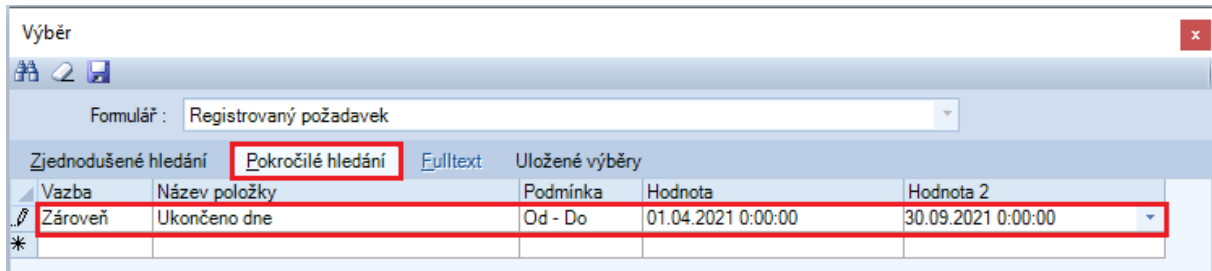 Výběr
Formulář : Registrovaný požadavek
Zjednodušené hledání Pokročilé hledání Fulltext Uložené výběry
Vazba Název položky Podmínka Hodnota Hodnota 2
Zároveň Ukončeno dne Od - Do 01.04.2021 0:00:00 30.09.2021 0:00:00